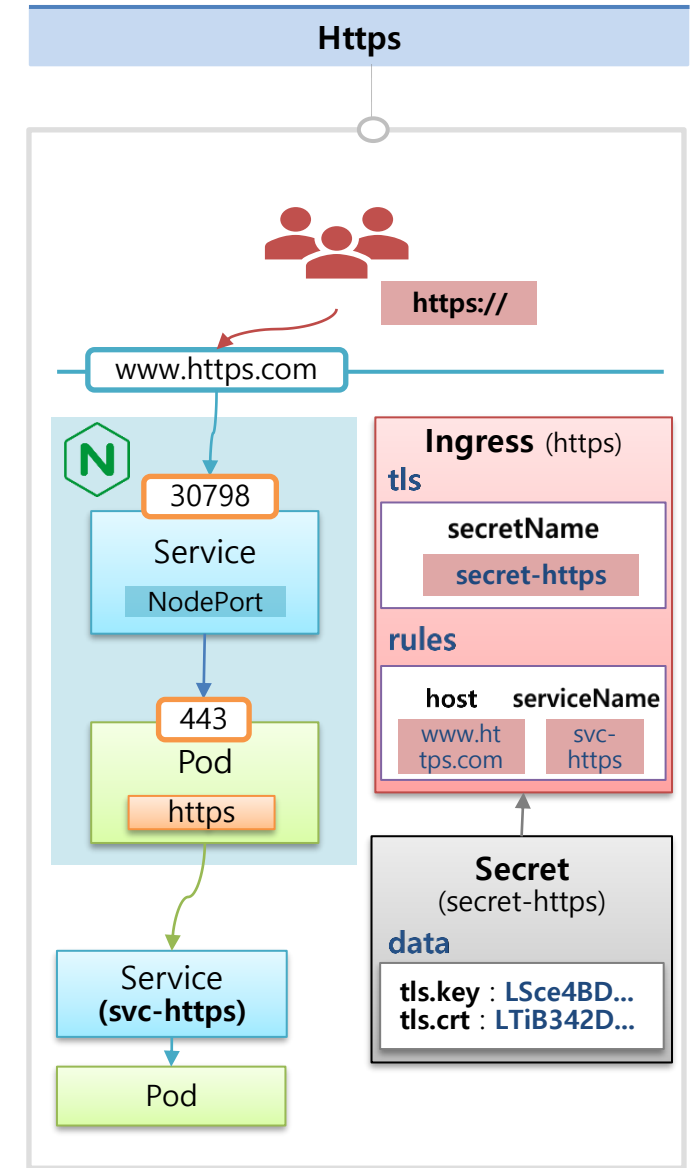 Https
https://
www.https.com
N
30798
Service
NodePort
443
Pod
https
Service
(svc-https)
Pod
Ingress (https)
tls
secretName
secret-https
rules
host serviceName
www.ht
tps.com
svc-
https
Secret
(secret-https)
data
tls.key : LSce4BD...
tls.crt : LTiB342D...